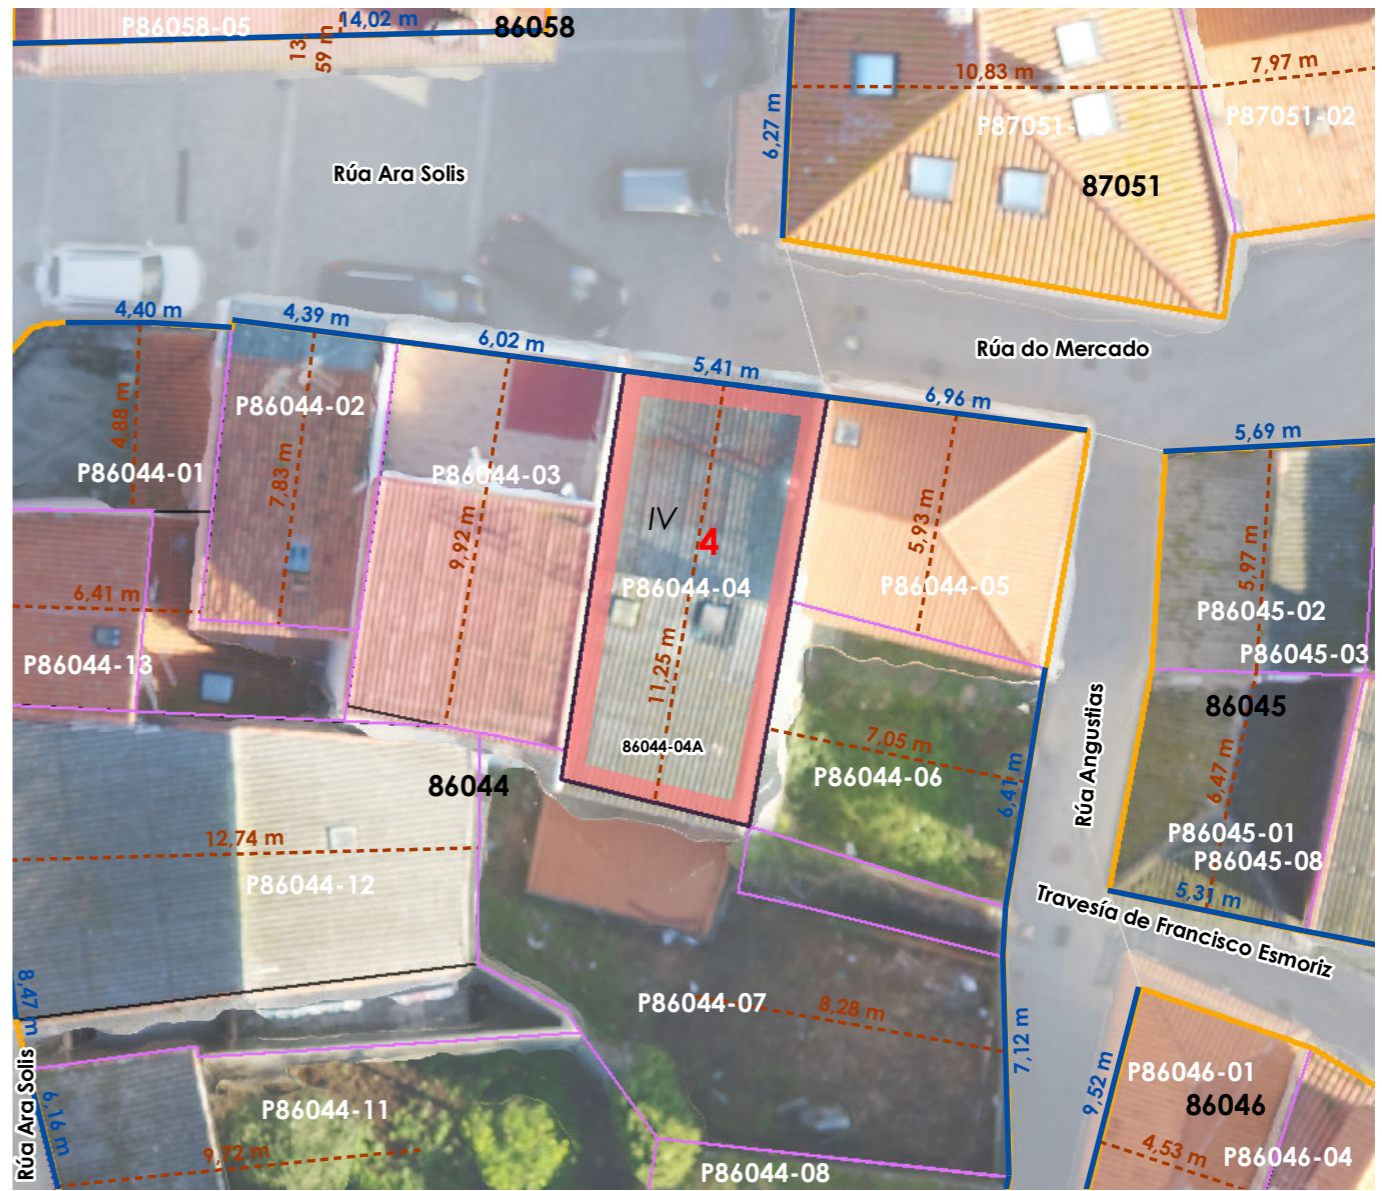 P86058-05
14,02 m
86058
13
59 m
10,83 m
7,97 m
6,27 m
P87051-02
87051
Rúa Ara Solis
4,40 m
4,39 m
6,02 m
5,41 m
6,96 m
Rúa do Mercado
5,69 m
4,88 m
P86044-01
P86044-02
7,83 m
P86044-03
9,92 m
IV
4
P86044-04
11,25 m
86044-04A
5,93 m
P86044-05
5,97 m
P86045-02
P86045-03
86045
6,41 m
P86044-13
7,05 m
P86044-06
6,41 m
Rúa Angustias
6,47 m
P86045-01
P86045-08
5,31 m
86044
12,74 m
P86044-12
Travesía de Francisco Esmoriz
8,47 m
P86044-07
8,28 m
7,12 m
9,52 m
P86046-01
86046
4,53 m
P86046-04
Rúa Ara Solis
6,16 m
P86044-11
9,72 m
P86044-08